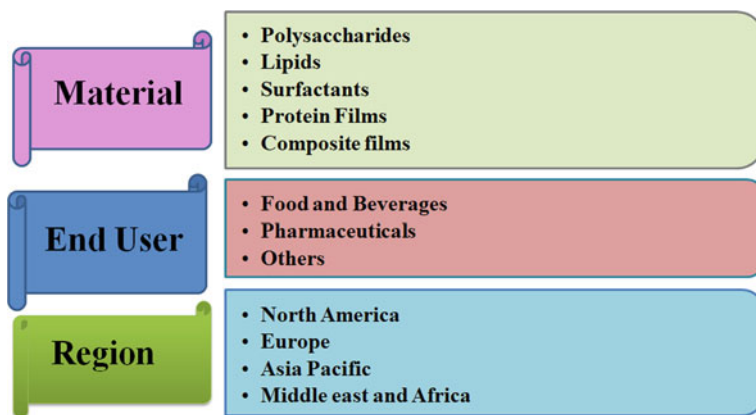 Material
• Polysaccharides
• Lipids
• Surfactants
• Protein Films
• Composite films
End User
• Food and Beverages
• Pharmaceuticals
• Others
Region
• North America
• Europe
• Asia Pacific
• Middle east and Africa